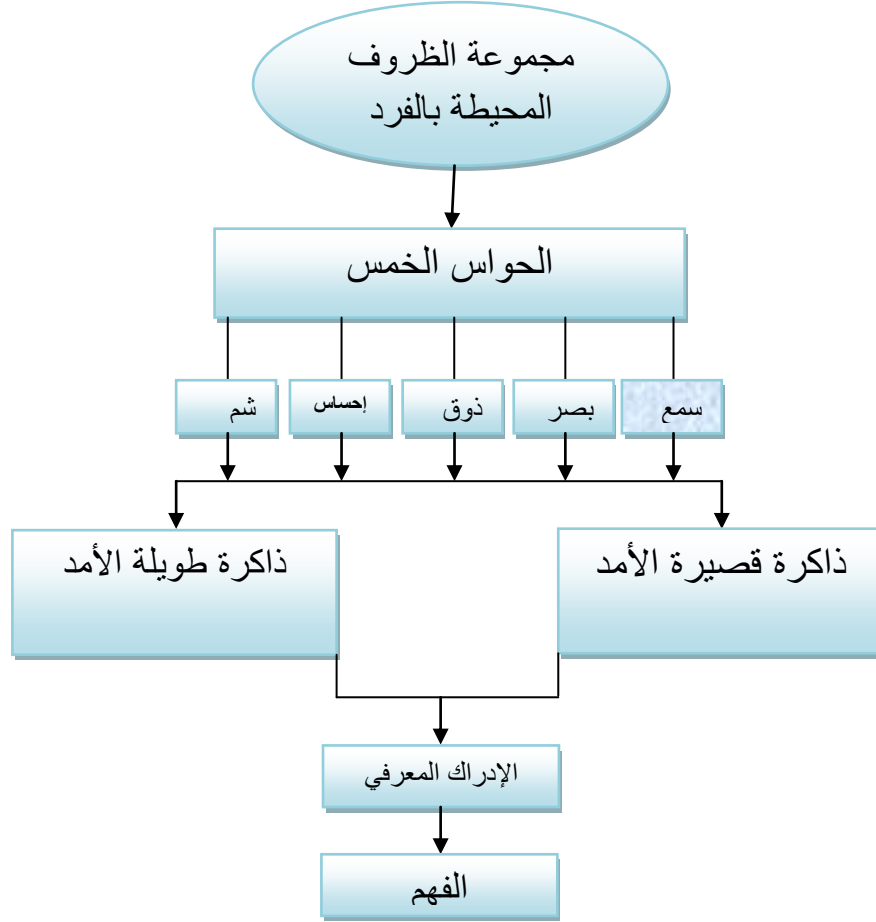 مجموعة الظروف
المحيطة بالفرد
الحواس الخمس
سمع
بصر
ذوق
إحساس
شم
ذاكرة قصيرة الأمد
ذاكرة طويلة الأمد
الإدراك المعرفي
الفهم